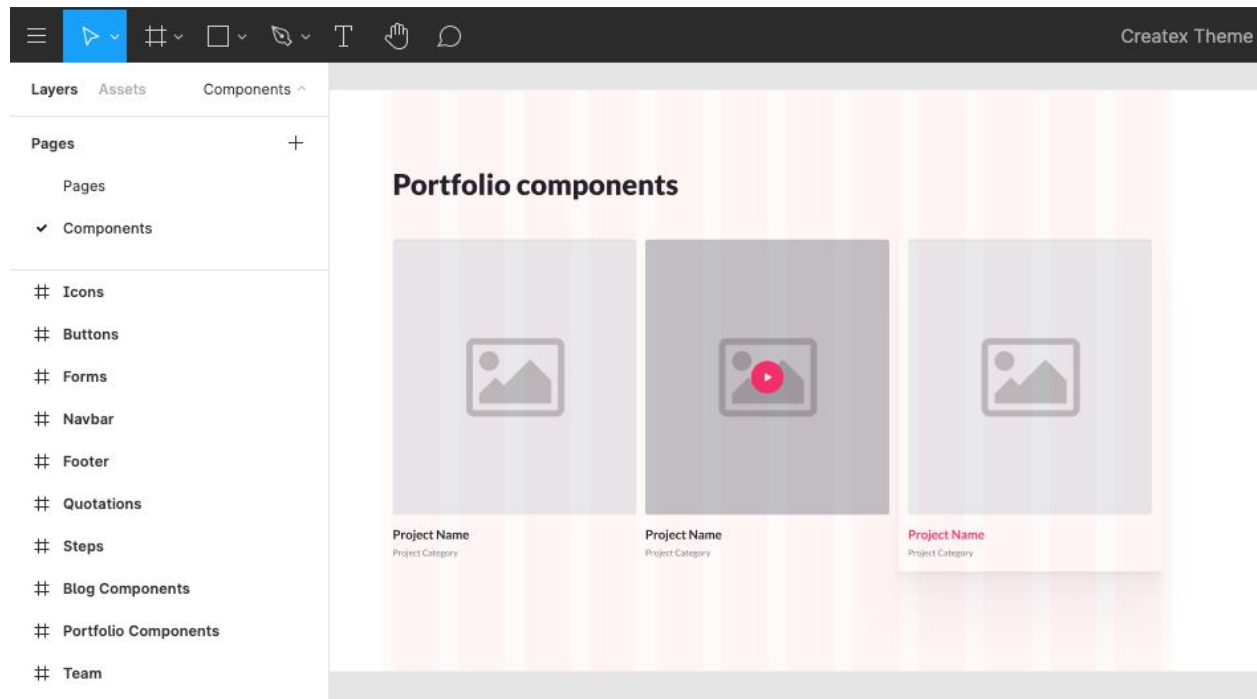 Createx Theme
Layers Assets Components
Pages
Pages
Components
Icons
Buttons
Forms
Navbar
Footer
Quotations
Steps
Blog Components
Portfolio Components
Team
Portfolio components
Project Name Project Name Project Name
Project Category Project Category Project Category